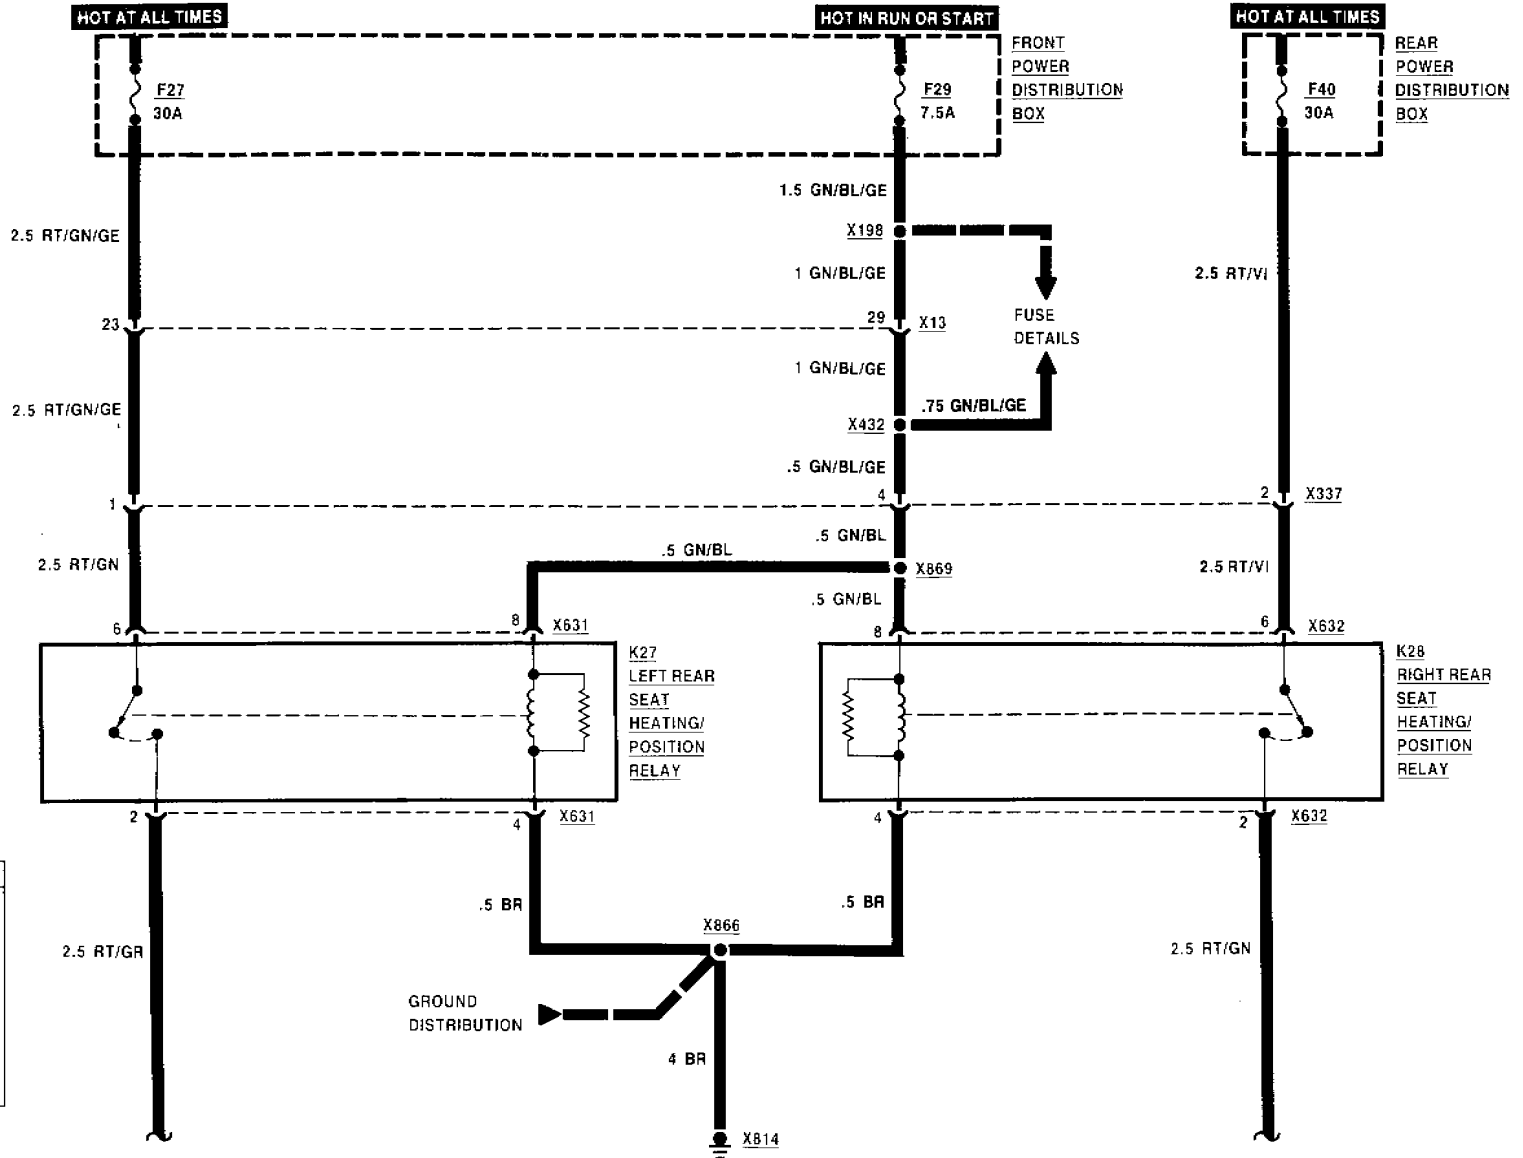 HOT AT ALL TIMES
HOT IN RUN OR START
HOT AT ALL TIMES
F27
30A
F29
7.5A
FRONT
POWER
DISTRIBUTION
BOX
F40
30A
REAR
POWER
DISTRIBUTION
BOX
1.5 GN/BL/GE
2.5 RT/GN/GE
X198
1 GN/BL/GE
2.5 RT/VI
FUSE
DETAILS
23
29
X13
1 GN/BL/GE
2.5 RT/GN/GE
.75 GN/BL/GE
X432
.5 GN/BL/GE
1
4
2
X337
.5 GN/BL
.5 GN/BL
2.5 RT/GN
X869
2.5 RT/VI
.5 GN/BL
6
8
X631
8
6
X632
K27
LEFT REAR
SEAT
HEATING/
POSITION
RELAY
K28
RIGHT REAR
SEAT
HEATING/
POSITION
RELAY
2
4
X631
4
2
X632
.5 BR
.5 BR
X866
2.5 RT/GR
2.5 RT/GN
GROUND
DISTRIBUTION
4 BR
X814